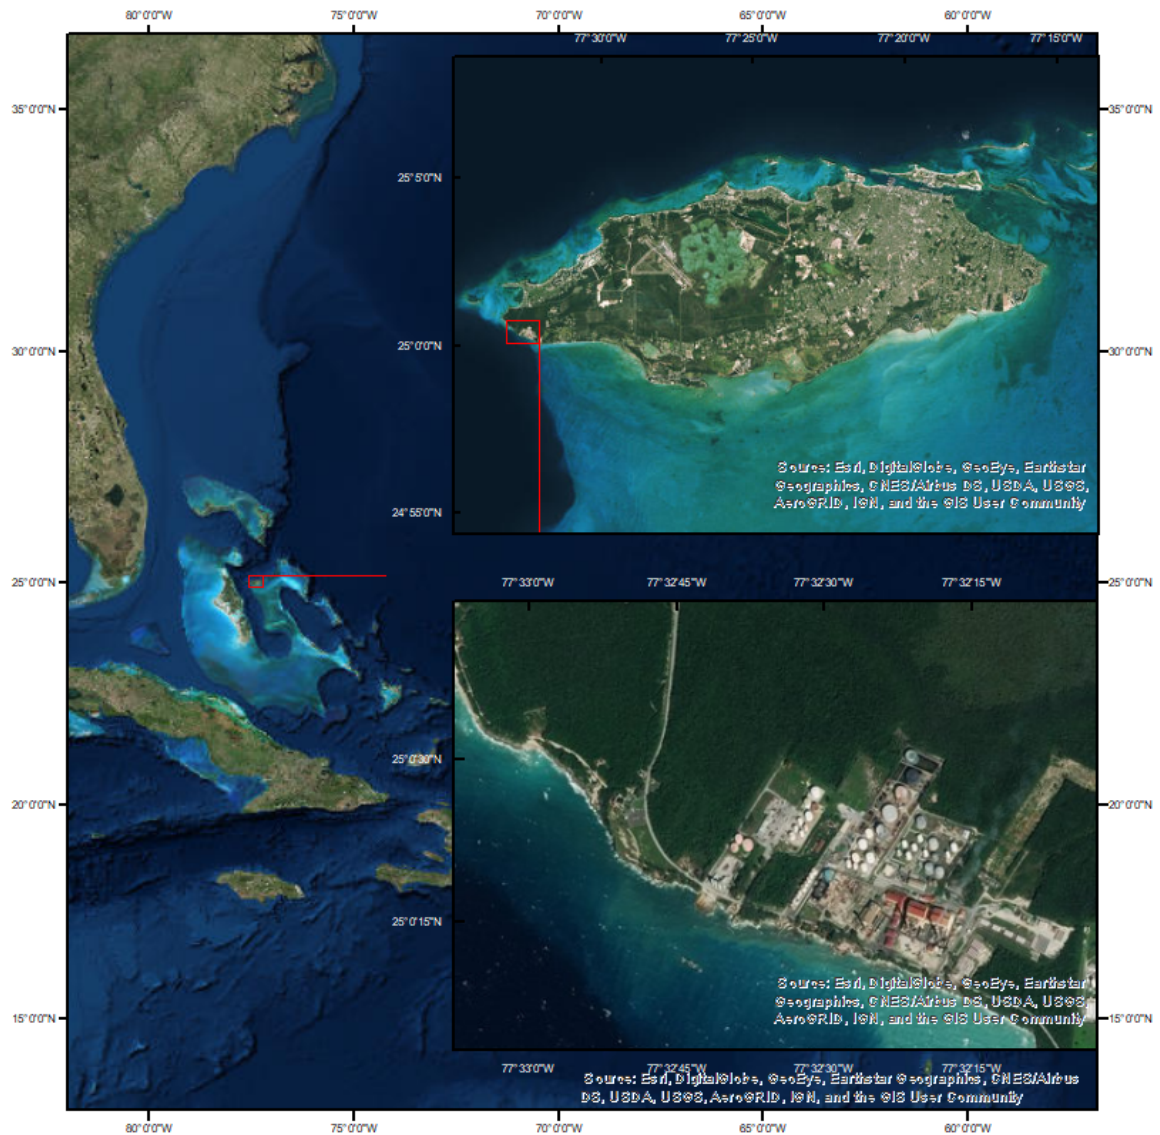 80°0'0"W 75°0'0"W 70°0'0"W 65°0'0"W 60°0'0"W
77°30'0"W 77°25'0"W 77°20'0"W 77°15'0"W
35°0'0"N 35°0'0"N
25°5'0"N
25°0'0"N
30°0'0"N 30°0'0"N
Source: Esri, DigitalGlobe, GeoEye, Earthstar
Geographics, CNES/Airbus DS, USDA, USGS,
AeroGRID, IGN, and the GIS User Community
24°55'0"N
25°0'0"N 77°33'0"W 77°32'45"W 77°32'30"W 77°32'15"W 25°0'0"N
25°0'30"N
20°0'0"N 20°0'0"N
25°0'15"N
Source: Esri, DigitalGlobe, GeoEye, Earthstar
Geographics, CNES/Airbus DS, USDA, USGS,
AeroGRID, IGN, and the GIS User Community
15°0'0"N 15°0'0"N
77°33'0"W 77°32'45"W 77°32'30"W 77°32'15"W
Source: Esri, DigitalGlobe, GeoEye, Earthstar Geographics, CNES/Airbus
DS, USDA, USGS, AeroGRID, IGN, and the GIS User Community
80°0'0"W 75°0'0"W 70°0'0"W 65°0'0"W 60°0'0"W